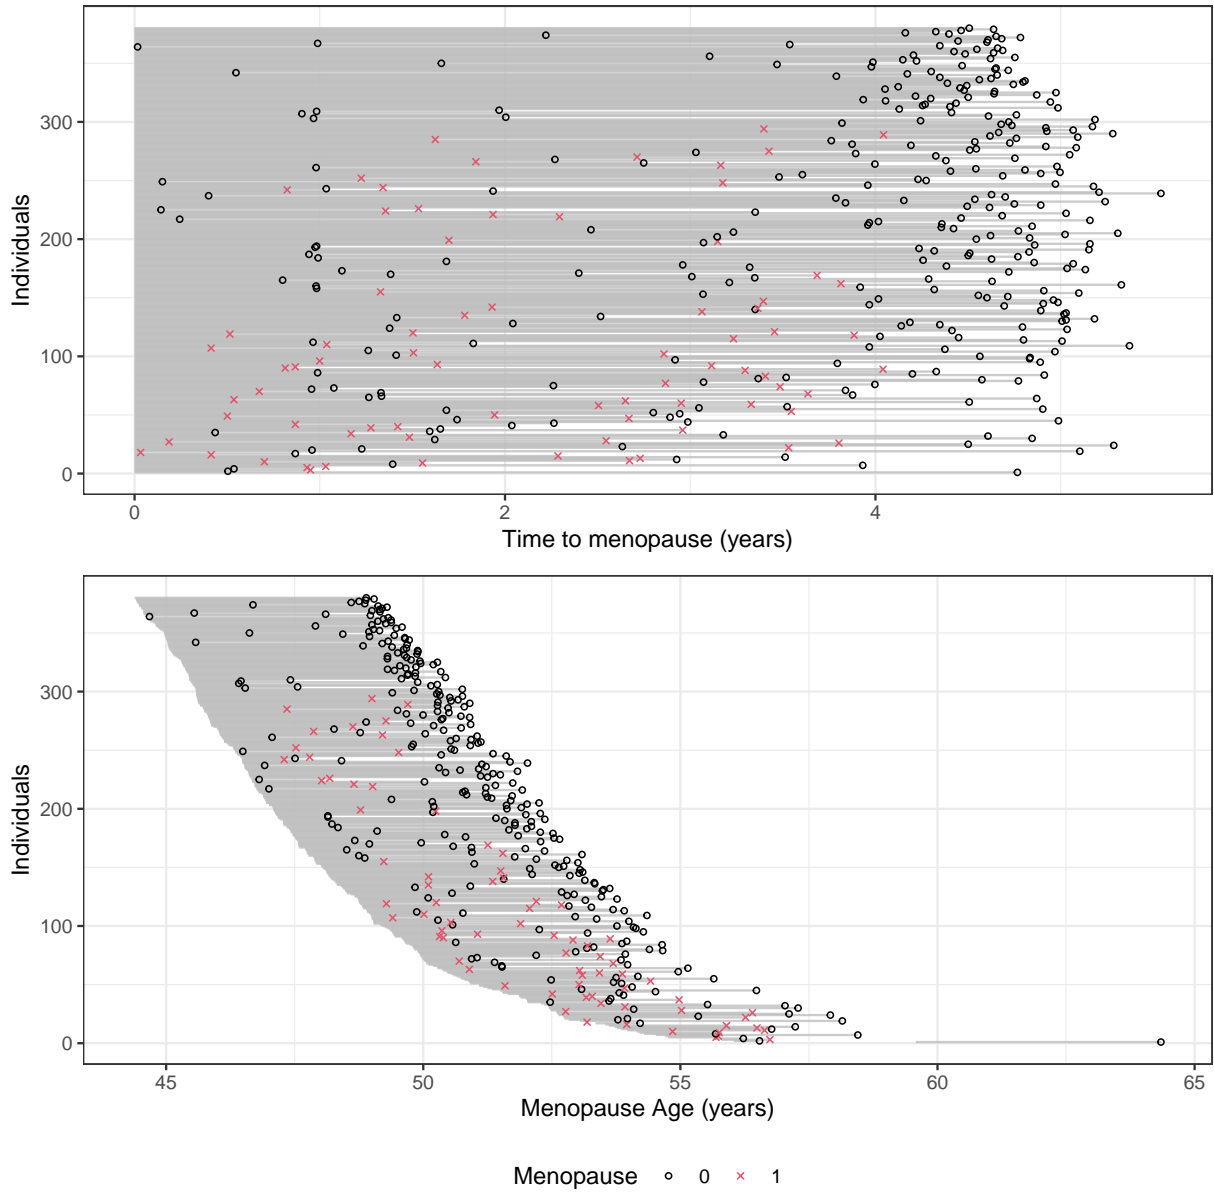 300
200
100
0
Individuals
0 2 4
Time to menopause (years)
300
200
100
0
Individuals
45 50 55 60 65
Menopause Age (years)
Menopause 0 1